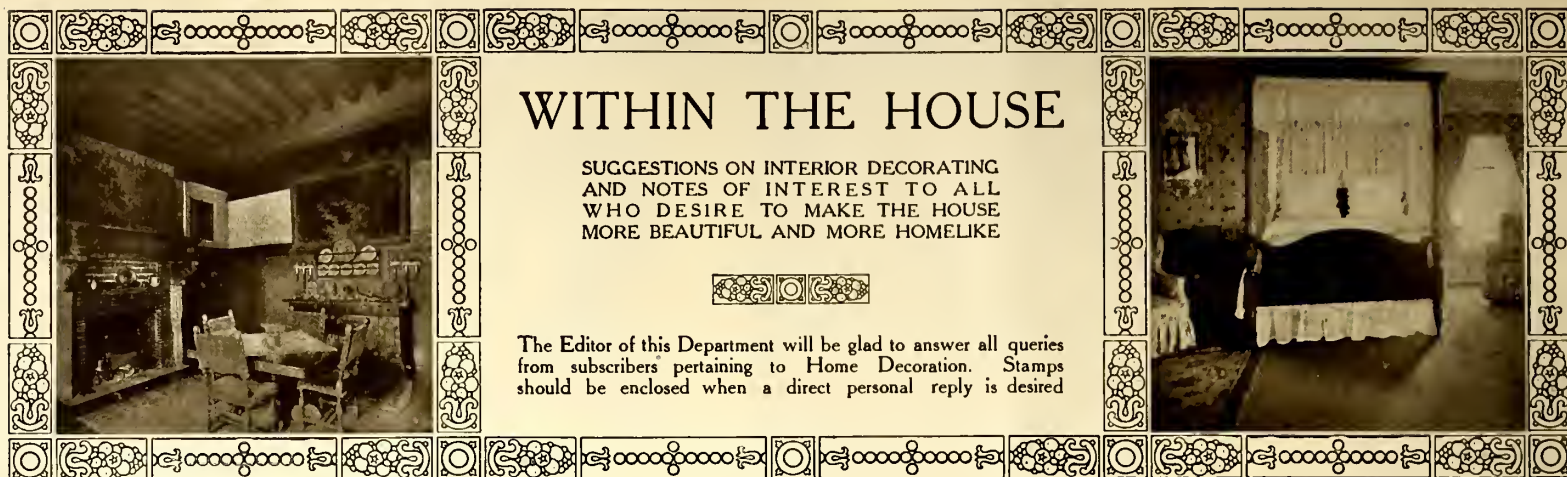 WITHIN THE HOUSE
SUGGESTIONS ON INTERIOR DECORATING
AND NOTES OF INTEREST TO ALL
WHO DESIRE TO MAKE THE HOUSE
MORE BEAUTIFUL AND MORE HOMELIKE
The Editor of this Department will be glad to answer all queries
from subscribers pertaining to Home Decoration. Stamps
should be enclosed when a direct personal reply is desired